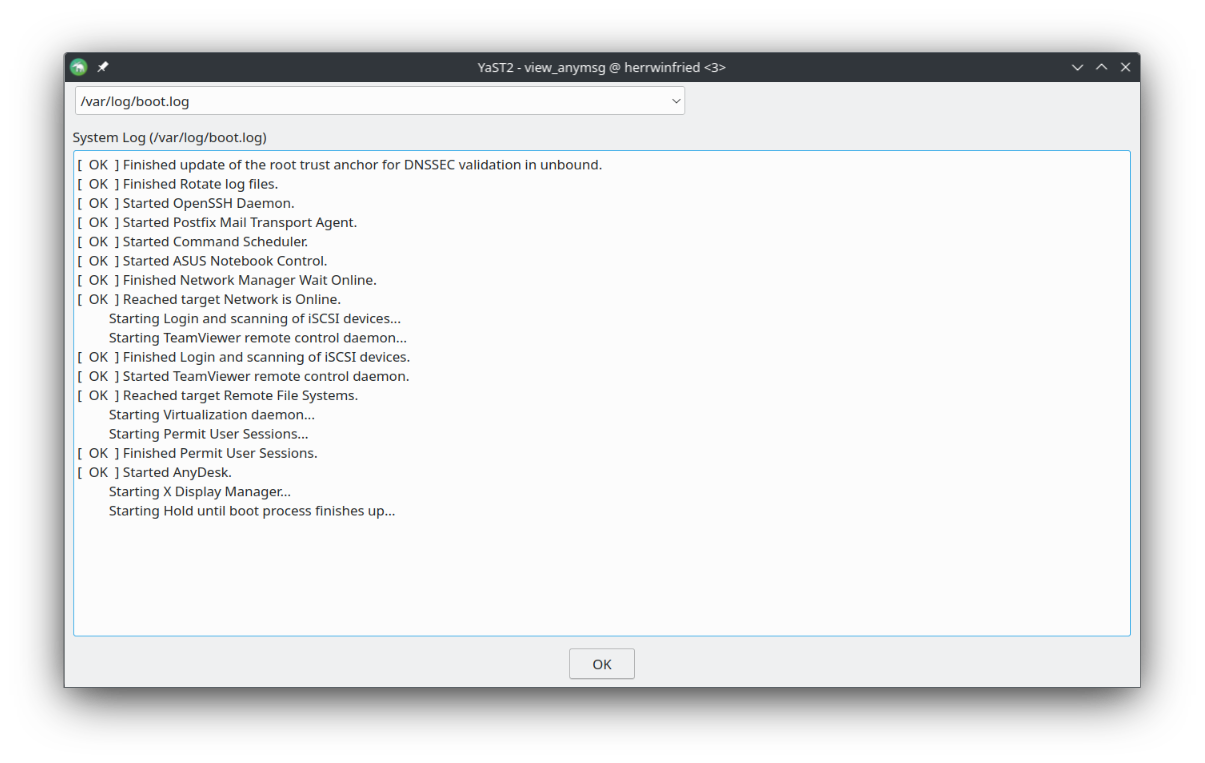 YaST2 - view_anymsg @ herrwinfried <3>
/var/log/boot.log
System Log (/var/log/boot.log)
[  OK  ] Finished update of the root trust anchor for DNSSEC validation in unbound.
[  OK  ] Finished Rotate log files.
[  OK  ] Started OpenSSH Daemon.
[  OK  ] Started Postfix Mail Transport Agent.
[  OK  ] Started Command Scheduler.
[  OK  ] Started ASUS Notebook Control.
[  OK  ] Finished Network Manager Wait Online.
[  OK  ] Reached target Network is Online.
Starting Login and scanning of iSCSI devices...
Starting TeamViewer remote control daemon...
[  OK  ] Finished Login and scanning of iSCSI devices.
[  OK  ] Started TeamViewer remote control daemon.
[  OK  ] Reached target Remote File Systems.
Starting Virtualization daemon...
Starting Permit User Sessions...
[  OK  ] Finished Permit User Sessions.
[  OK  ] Started AnyDesk.
Starting X Display Manager...
Starting Hold until boot process finishes up...
OK